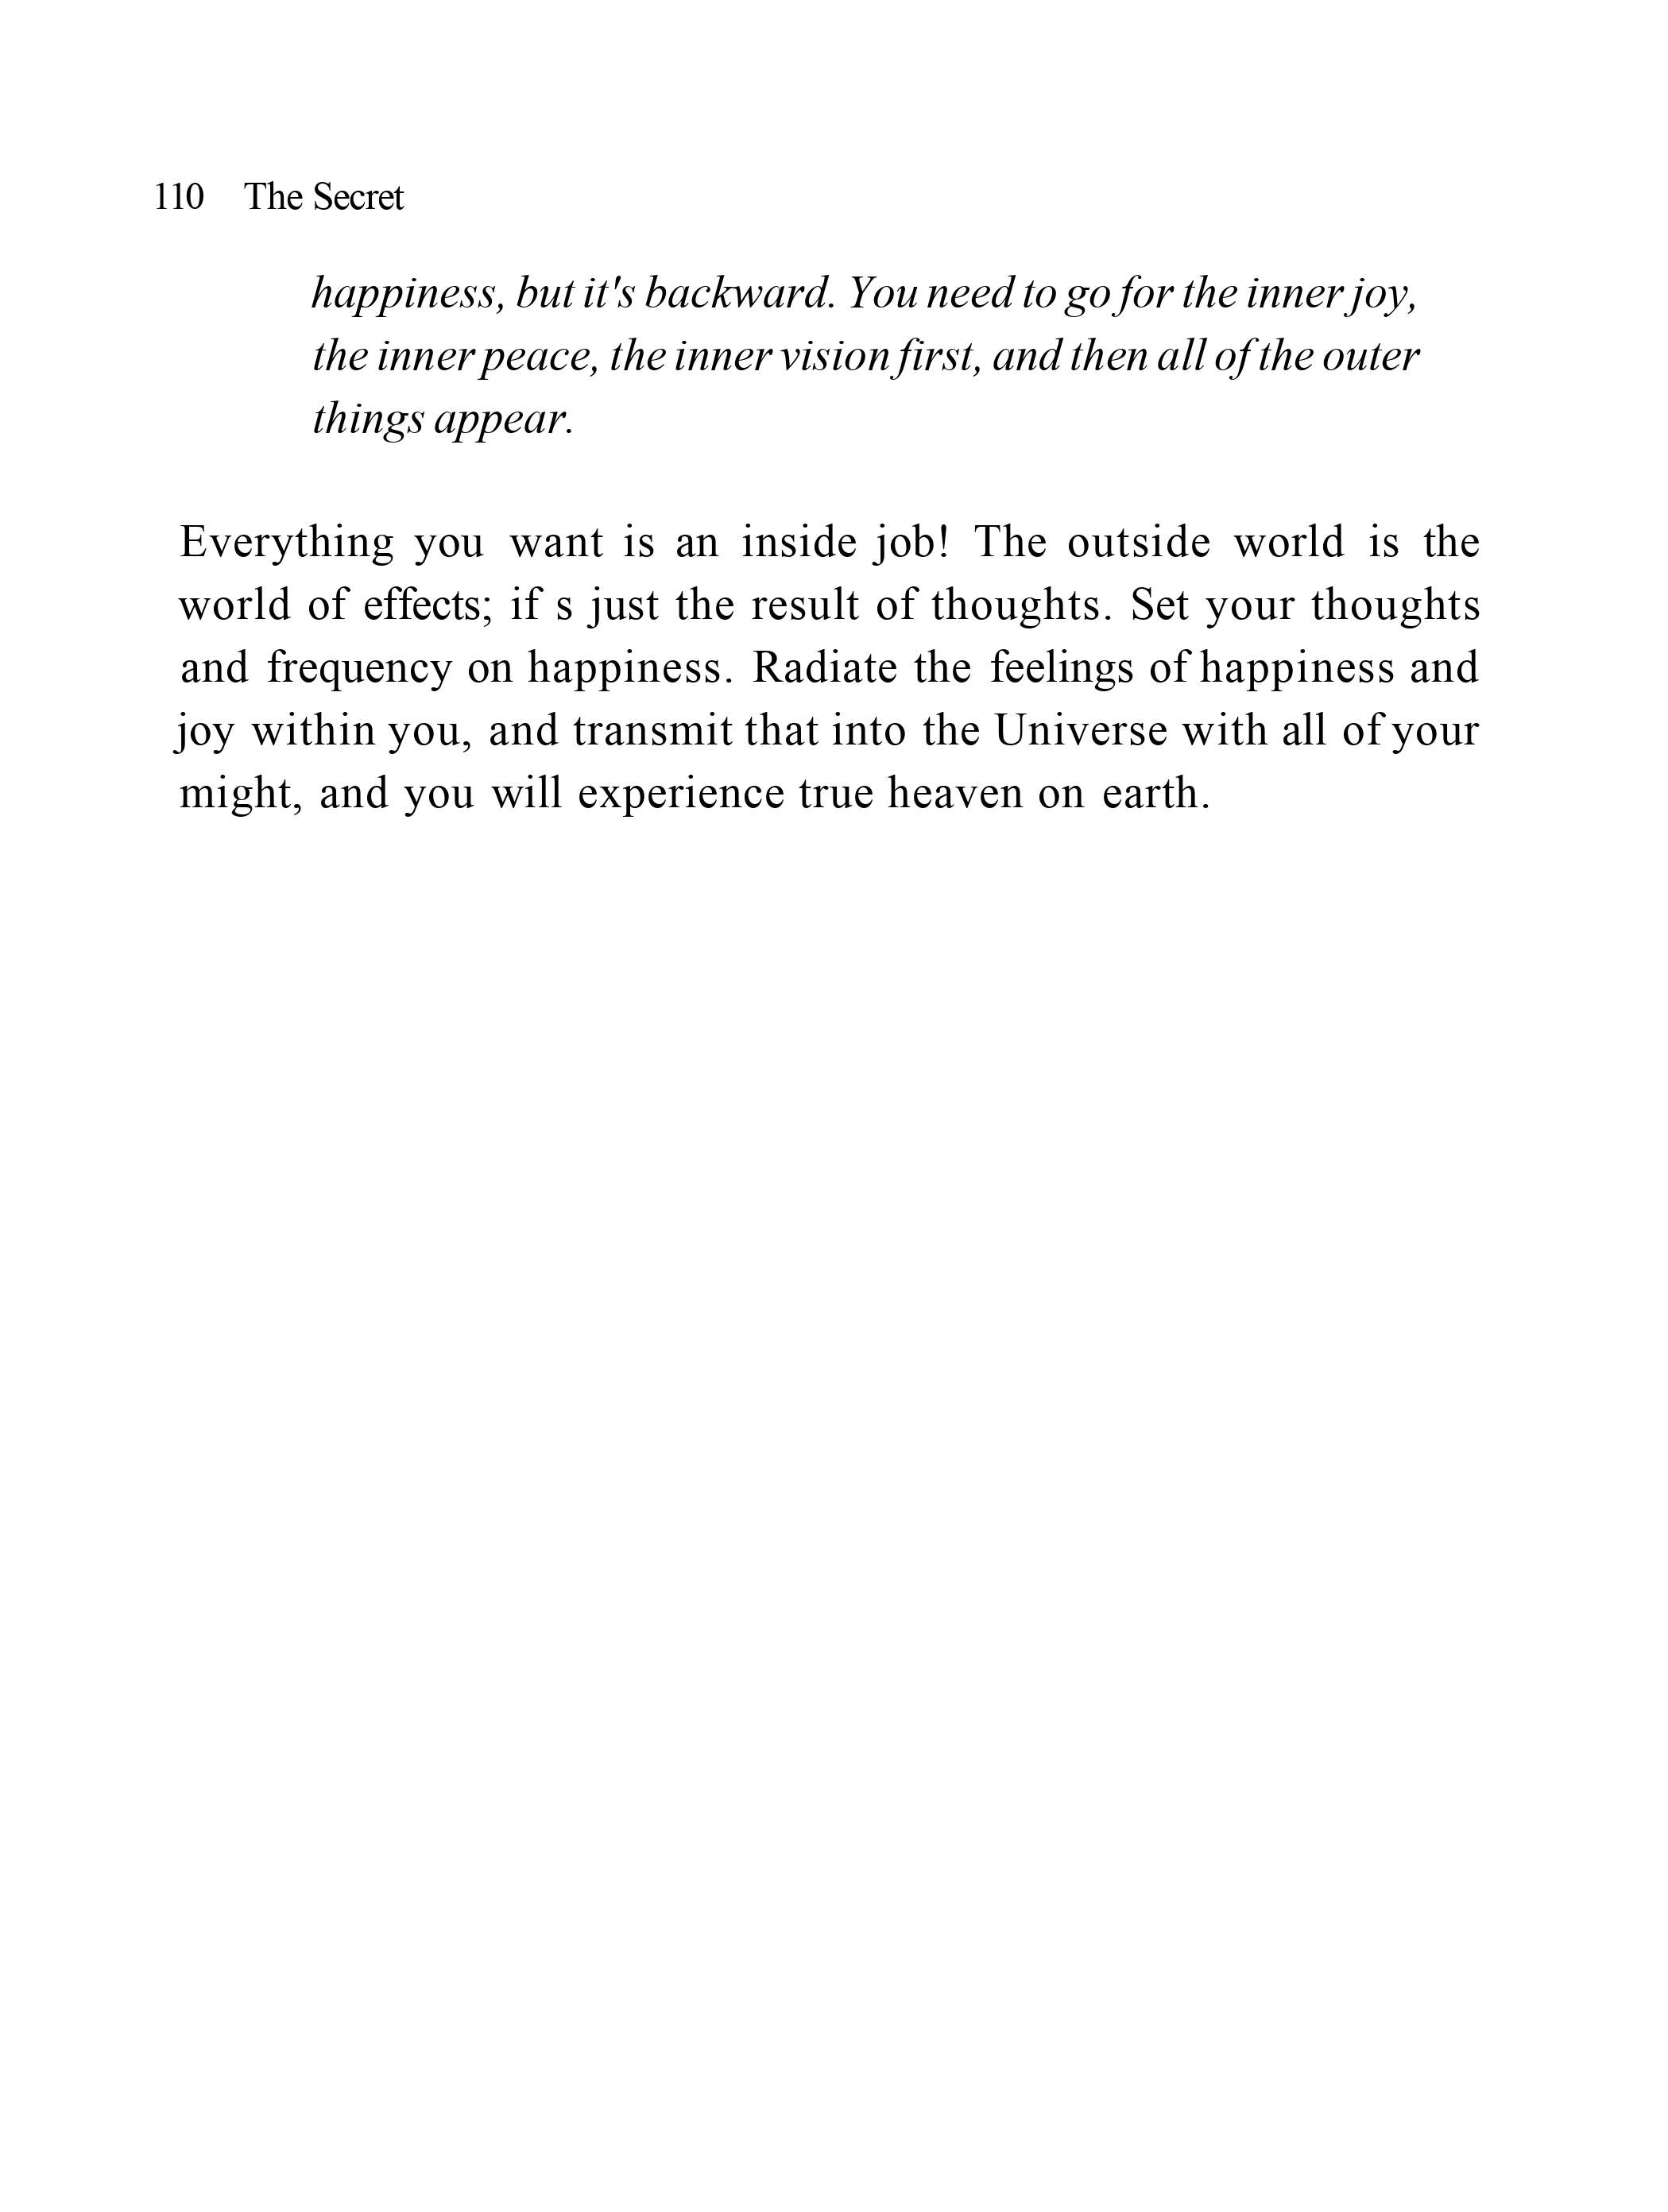 110 The Secret
happiness, but it's backward. You need to go for the inner joy,
the inner peace, the inner vision first, and then all of the outer
things appear.
Everything you want is an inside job! The outside world is the
world of effects; if s just the result of thoughts. Set your thoughts
and frequency on happiness. Radiate the feelings of happiness and
joy within you, and transmit that into the Universe with all of your
might, and you will experience true heaven on earth.